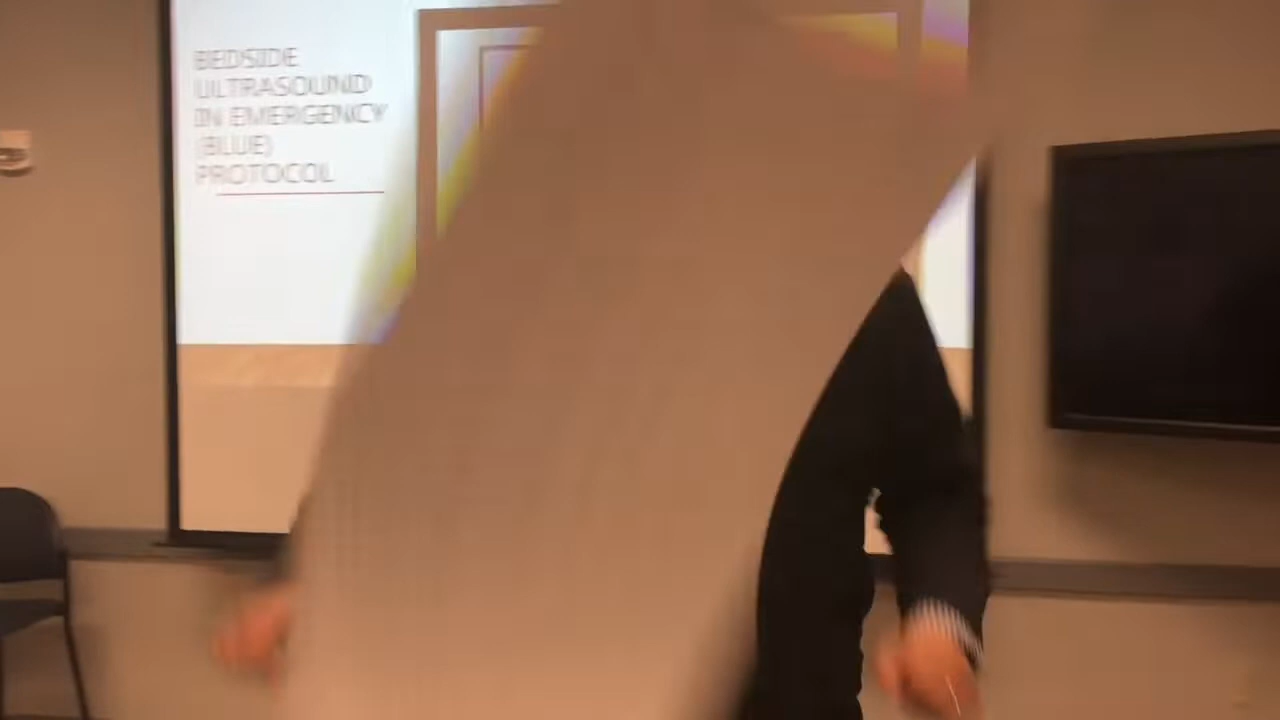 BEDSIDE
ULTRASOUND
IN EMERGENCY
(BLUE)
PROTOCOL